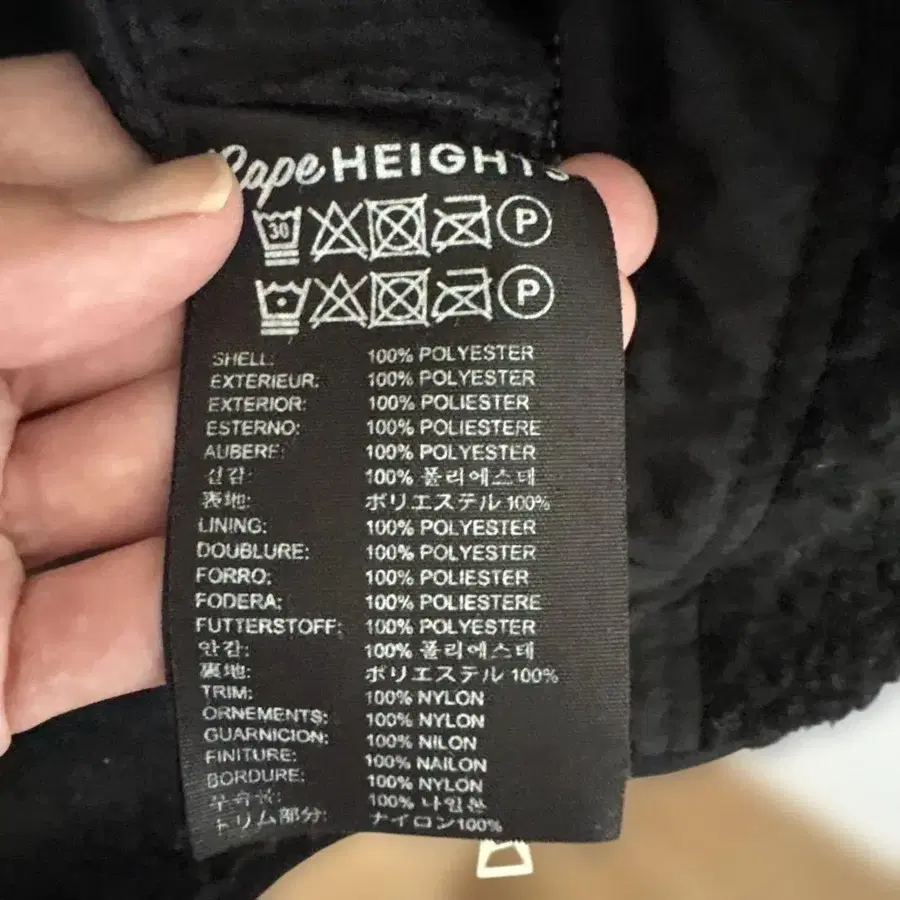 Cape HEIGHTS
30 P
P
SHELL: 100% POLYESTER
EXTERIEUR: 100% POLYESTER
EXTERIOR: 100% POLIESTER
ESTERNO: 100% POLIESTERE
AUBERE: 100% POLYESTER
신감: 100% 폴리에스테
表地: ポリエステル 100%
LINING: 100% POLYESTER
DOUBLURE: 100% POLYESTER
FORRO: 100% POLIESTER
FODERA: 100% POLIESTERE
FUTTERSTOFF: 100% POLYESTER
안감: 100% 폴리에스테
裏地: ポリエステル 100%
TRIM: 100% NYLON
ORNEMENTS: 100% NYLON
GUARNICION: 100% NILON
FINITURE: 100% NAILON
BORDURE: 100% NYLON
100% 나일론
トリム部分: ナイロン100%